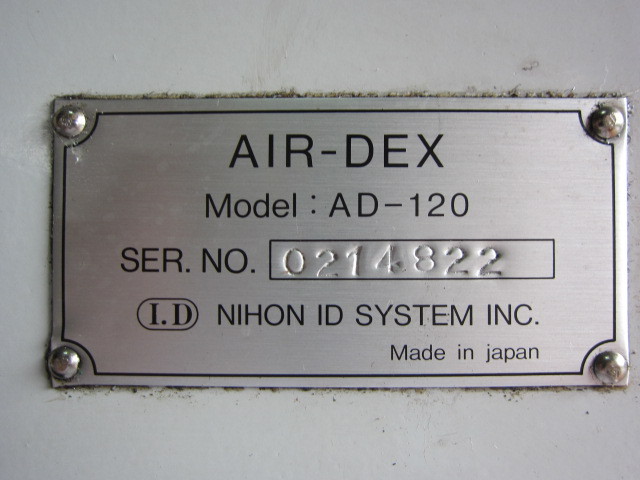 AIR-DEX
Model : AD-120
SER. NO. 0214822
I.D NIHON ID SYSTEM INC.
Made in japan